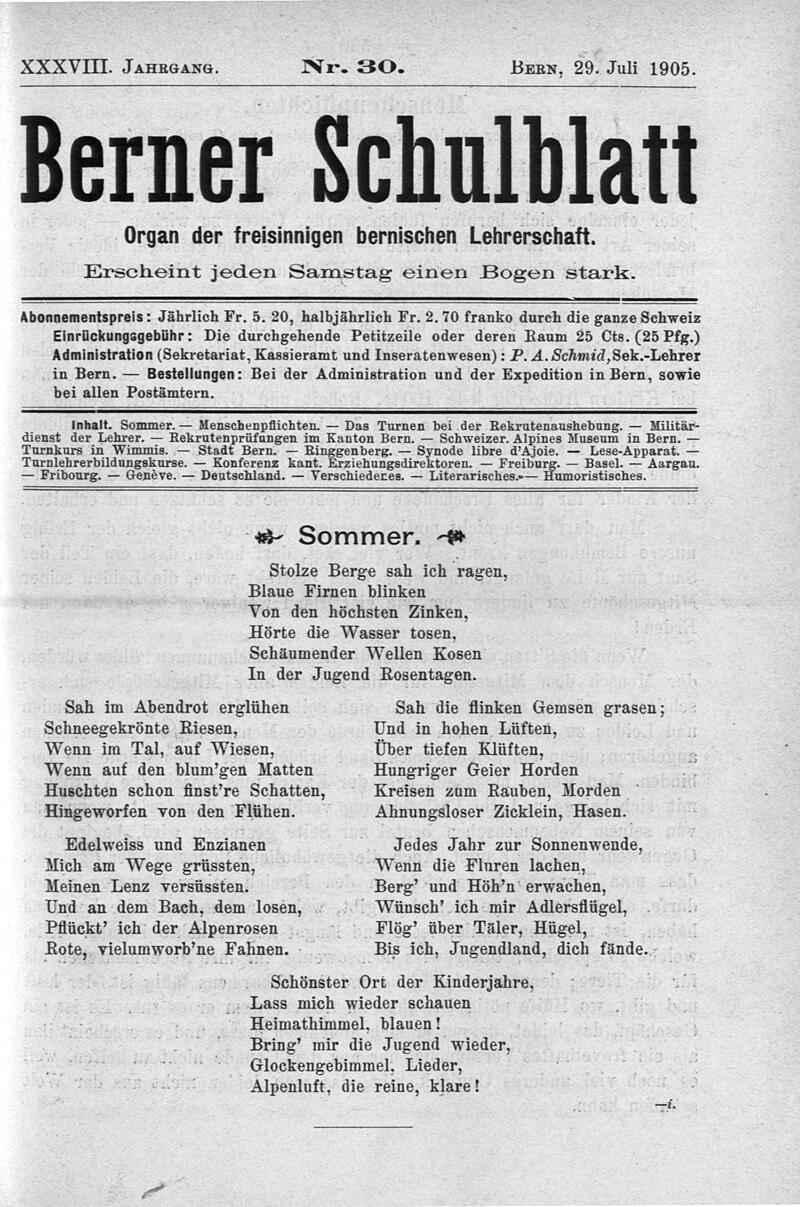 XXXVIII. JAHRGANG. Nr. 30. BERN, 29. Juli 1905.
Berner Schulblatt
Organ der freisinnigen bernischen Lehrerschaft.
Erscheint jeden Samstag einen Bogen stark.
Abonnementspreis: Jährlich Fr. 5. 20, halbjährlich Fr. 2. 70 franko durch die ganze Schweiz
Einrückungsgebühr: Die durchgehende Petitzeile oder deren Raum 25 Cts. (25 Pfg.)
Administration (Sekretariat, Kassieramt und Inseratenwesen): P. A. Schmid, Sek.-Lehrer
in Bern. — Bestellungen: Bei der Administration und der Expedition in Bern, sowie
bei allen Postämtern.
Inhalt. Sommer. — Menschenpflichten. — Das Turnen bei der Rekrutenaushebung. — Militär-
dienst der Lehrer. — Rekrutenprüfungen im Kanton Bern. — Schweizer. Alpines Museum in Bern. —
Turnkurs in Wimmis. — Stadt Bern. — Ringgenberg. — Synode libre d'Ajoie. — Lese-Apparat. —
Turnlehrerbildungskurse. — Konferenz kant. Erziehungsdirektoren. — Freiburg. — Basel. — Aargau.
— Fribourg. — Genève. — Deutschland. — Verschiedenes. — Literarisches. — Humoristisches.
Sommer.
Stolze Berge sah ich ragen,
Blaue Firnen blinken
Von den höchsten Zinken,
Hörte die Wasser tosen,
Schäumender Wellen Kosen
In der Jugend Rosentagen.
Sah im Abendrot erglühen
Schneegekrönte Riesen,
Wenn im Tal, auf Wiesen,
Wenn auf den blum'gen Matten
Huschten schon finst're Schatten,
Hingeworfen von den Flühen.
Edelweiss und Enzianen
Mich am Wege grüssten,
Meinen Lenz versüssten.
Und an dem Bach, dem losen,
Pflückt' ich der Alpenrosen
Rote, vielumworb'ne Fahnen.
Sah die flinken Gemsen grasen;
Und in hohen Lüften,
Über tiefen Klüften,
Hungriger Geier Horden
Kreisen zum Rauben, Morden
Ahnungsloser Zicklein, Hasen.
Jedes Jahr zur Sonnenwende,
Wenn die Fluren lachen,
Berg' und Höh'n erwachen,
Wünsch' ich mir Adlersflügel,
Flög' über Täler, Hügel,
Bis ich, Jugendland, dich fände.
Schönster Ort der Kinderjahre,
Lass mich wieder schauen
Heimathimmel, blauen!
Bring' mir die Jugend wieder,
Glockengebimmel, Lieder,
Alpenluft, die reine, klare!
—i.